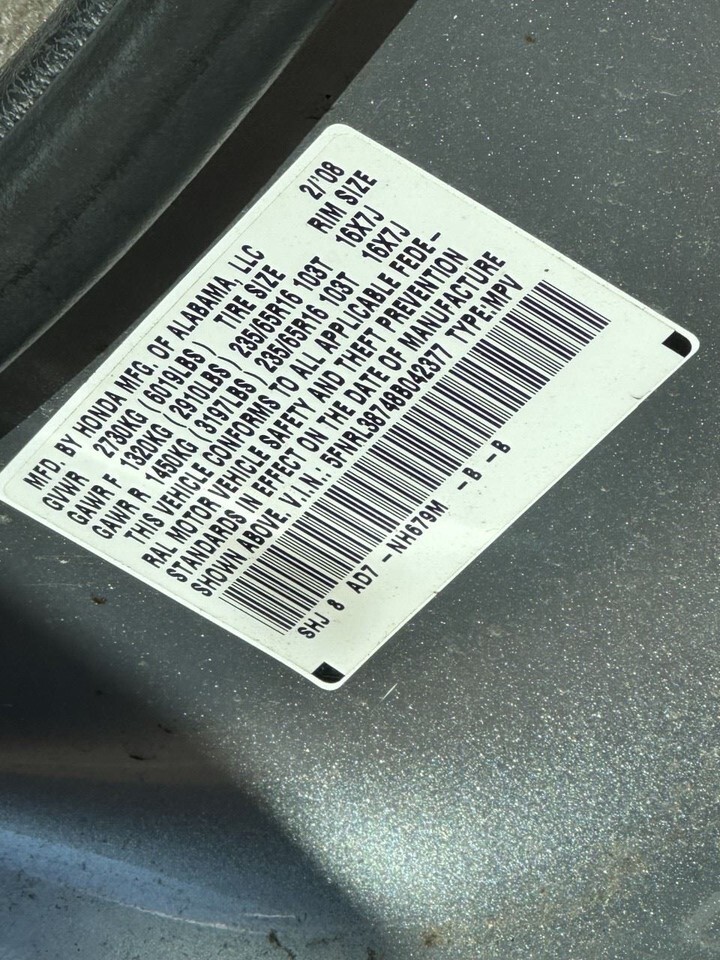 MFD. BY HONDA MFG. OF ALABAMA, LLC 2/'08
GVWR 2730KG (6019LBS) TIRE SIZE RIM SIZE
GAWR F 1320KG (2910LBS) 235/65R16 103T 16X7J
GAWR R 1450KG (3197LBS) 235/65R16 103T 16X7J
THIS VEHICLE CONFORMS TO ALL APPLICABLE FEDE-
RAL MOTOR VEHICLE SAFETY AND THEFT PREVENTION
STANDARDS IN EFFECT ON THE DATE OF MANUFACTURE
SHOWN ABOVE. V.I.N.: 5FNRL38748B042377 TYPE:MPV
SHJ 8 AD7 -NH679M -B -B